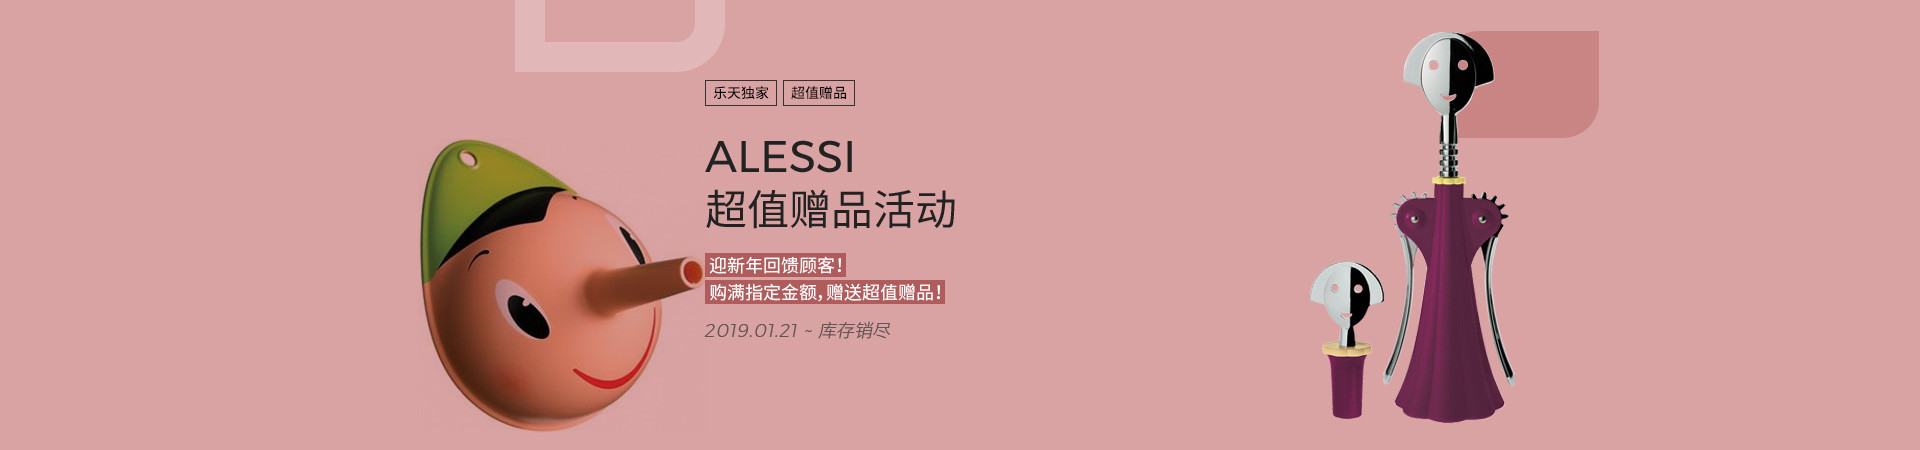 乐天独家 超值赠品
ALESSI
超值赠品活动
迎新年回馈顾客!
购满指定金额, 赠送超值赠品!
2019.01.21 ~ 库存销尽